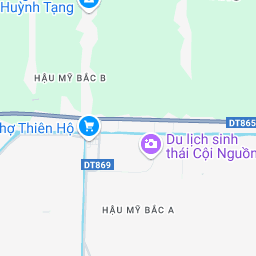 Huỳnh Tạng
HẬU MỸ BẮC B
DT865
hợ Thiên Hộ
Du lịch sinh
thái Cội Nguồn
DT869
HẬU MỸ BẮC A